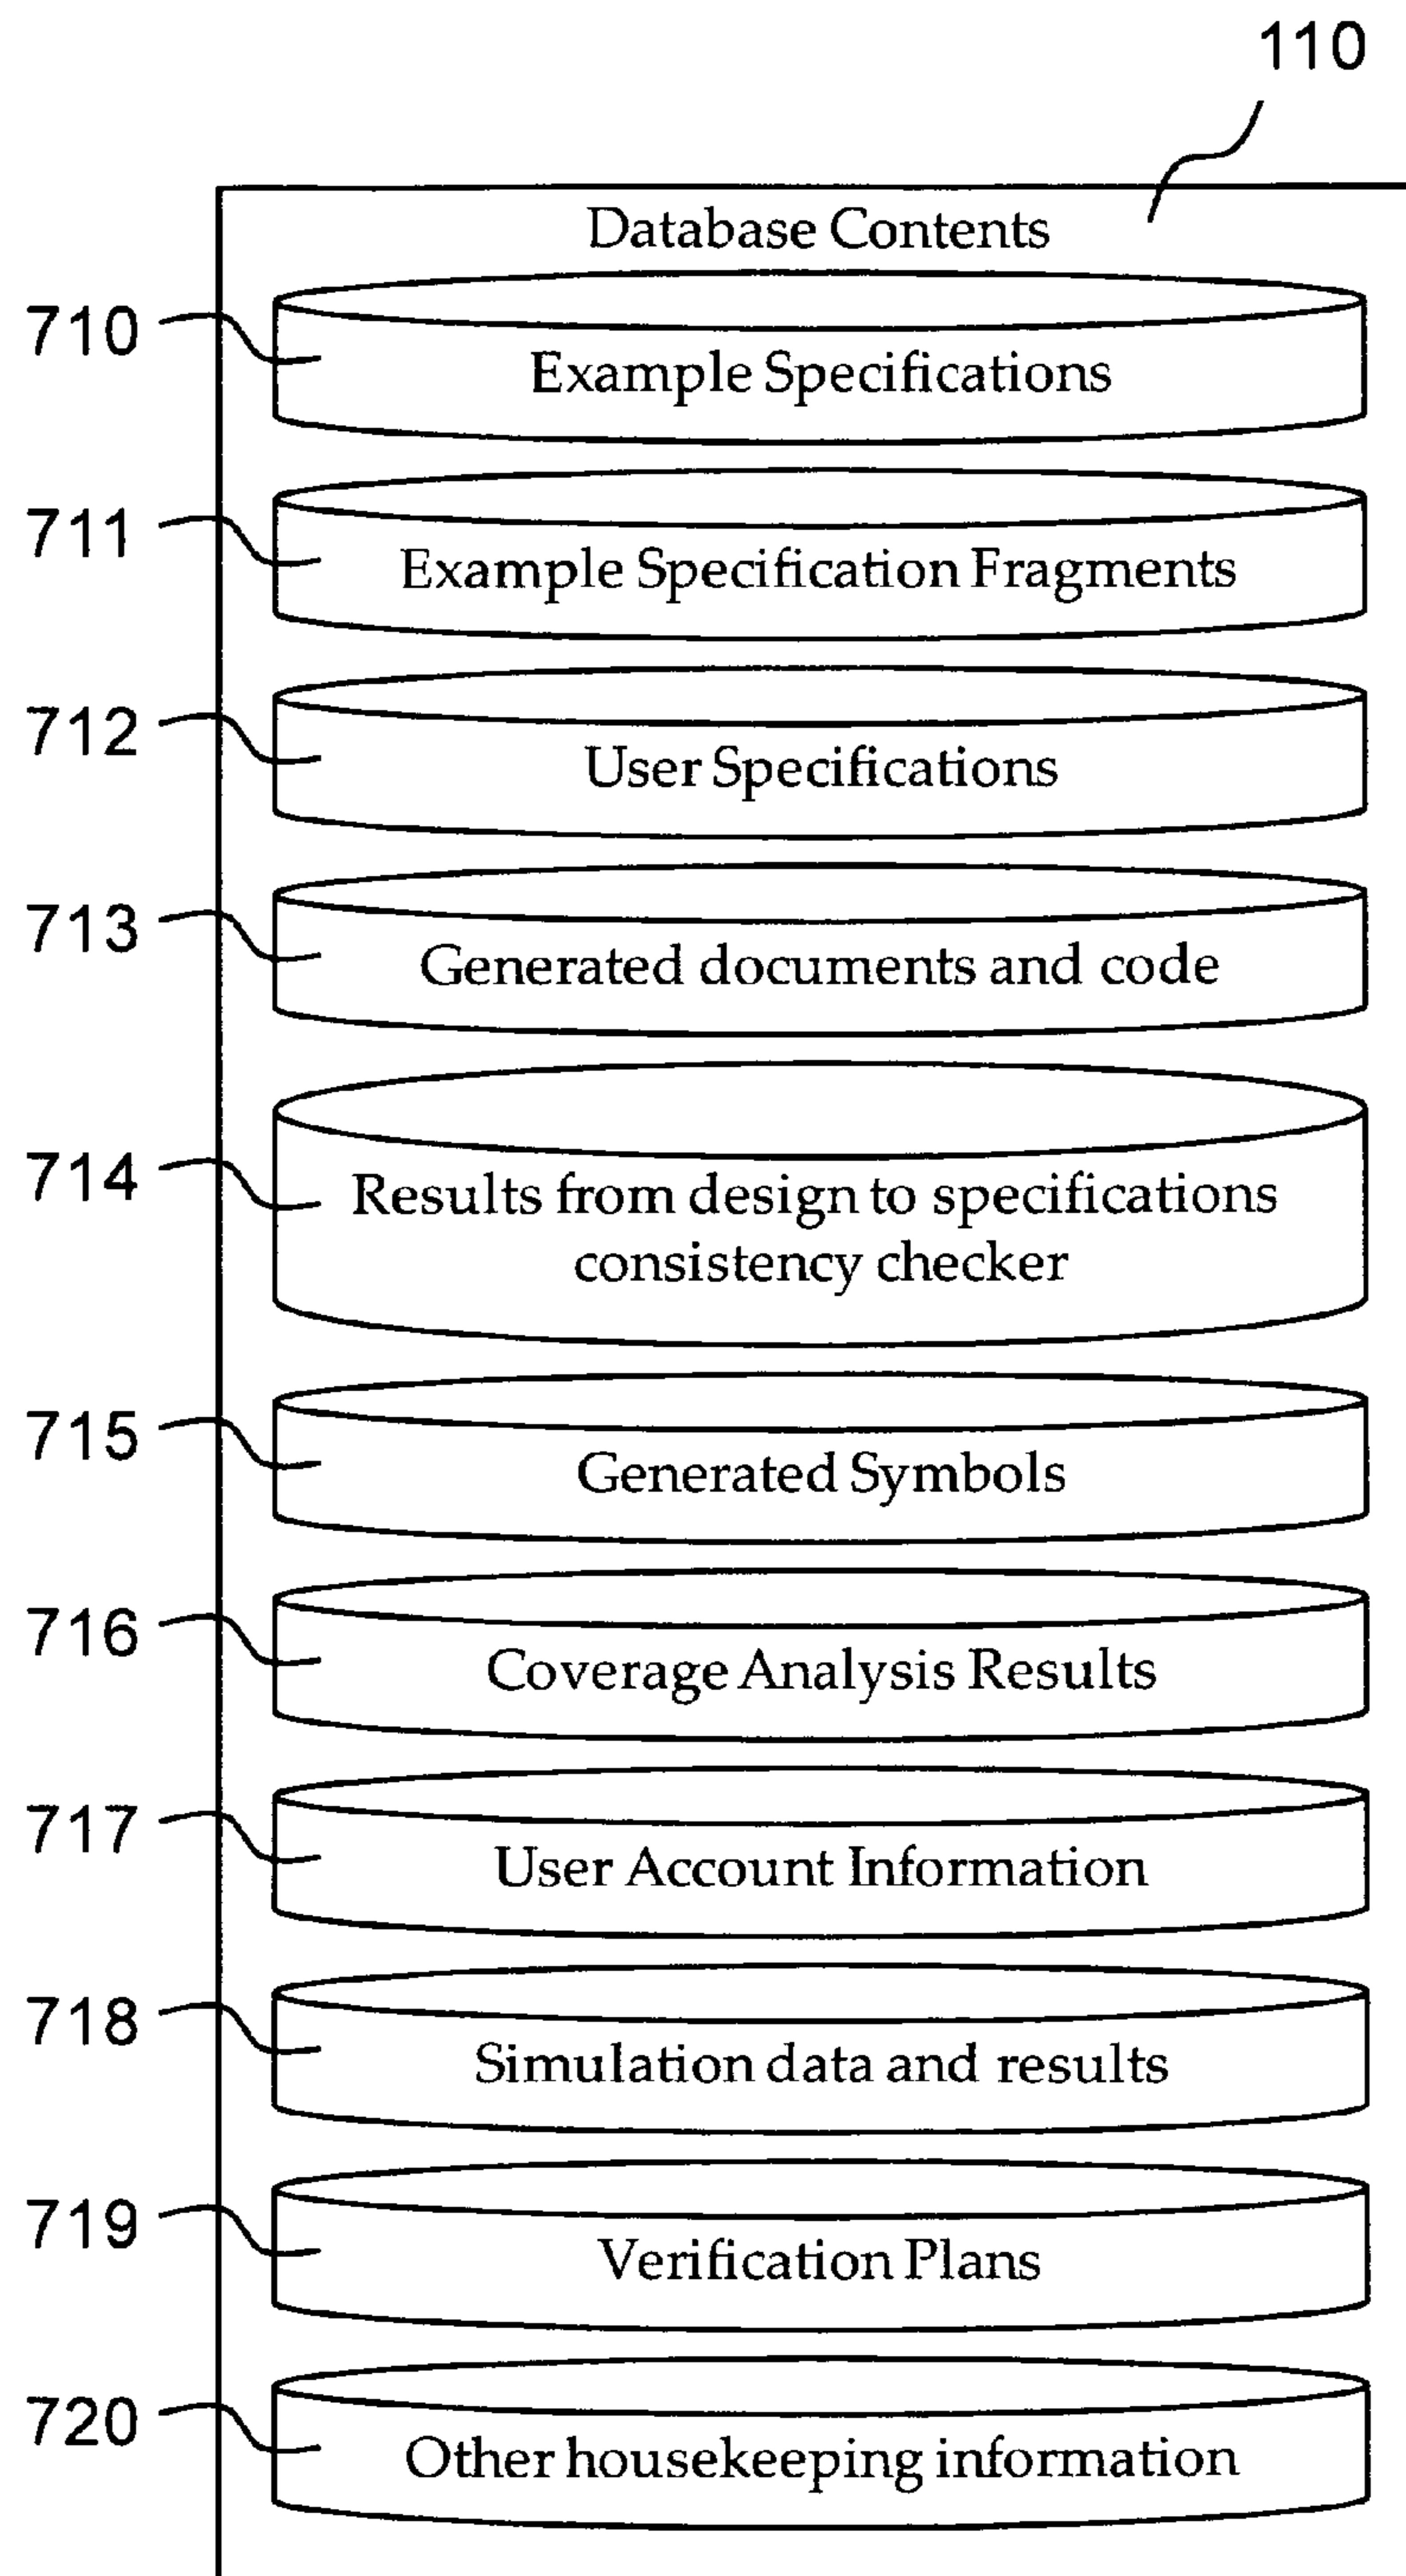 110
Database Contents
710
Example Specifications
711
Example Specification Fragments
712
User Specifications
713
Generated documents and code
714
Results from design to specifications
consistency checker
715
Generated Symbols
716
Coverage Analysis Results
717
User Account Information
718
Simulation data and results
719
Verification Plans
720
Other housekeeping information